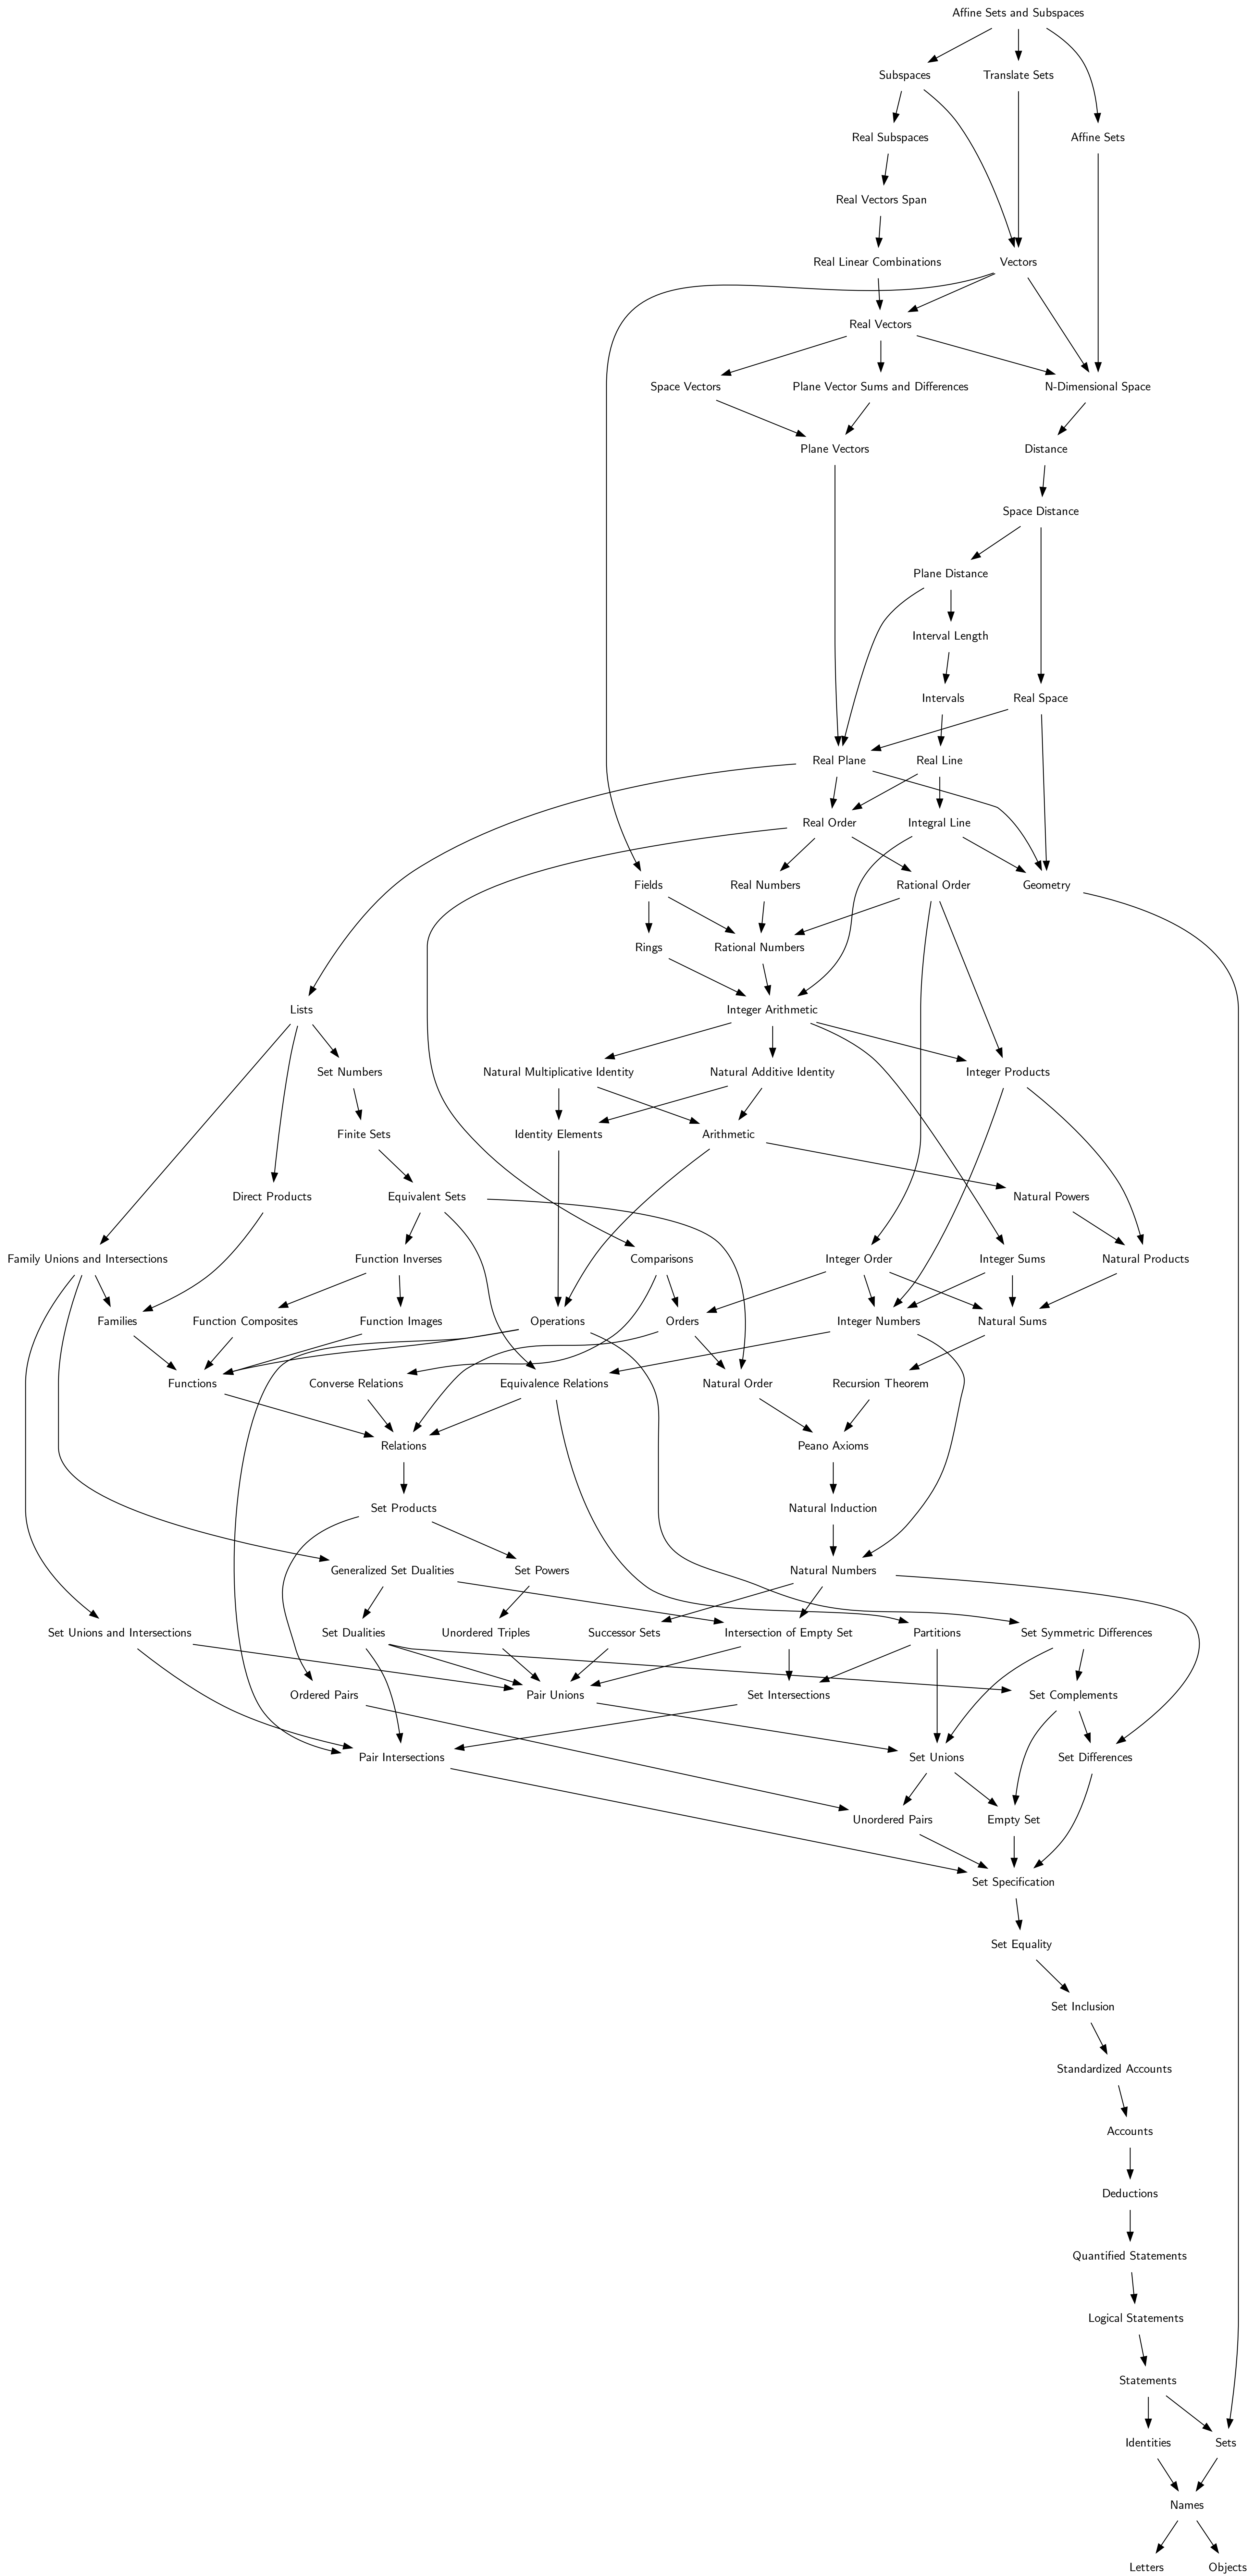 Affine Sets and Subspaces
Subspaces
Translate Sets
Real Subspaces
Affine Sets
Real Vectors Span
Real Linear Combinations
Vectors
Real Vectors
Space Vectors
Plane Vector Sums and Differences
N-Dimensional Space
Plane Vectors
Distance
Space Distance
Plane Distance
Interval Length
Intervals
Real Space
Real Plane
Real Line
Real Order
Integral Line
Fields
Real Numbers
Rational Order
Geometry
Rings
Rational Numbers
Lists
Integer Arithmetic
Set Numbers
Natural Multiplicative Identity
Natural Additive Identity
Integer Products
Finite Sets
Identity Elements
Arithmetic
Direct Products
Equivalent Sets
Natural Powers
Family Unions and Intersections
Function Inverses
Comparisons
Integer Order
Integer Sums
Natural Products
Families
Function Composites
Function Images
Operations
Orders
Integer Numbers
Natural Sums
Functions
Converse Relations
Equivalence Relations
Natural Order
Recursion Theorem
Relations
Peano Axioms
Set Products
Natural Induction
Generalized Set Dualities
Set Powers
Natural Numbers
Set Unions and Intersections
Set Dualities
Unordered Triples
Successor Sets
Intersection of Empty Set
Partitions
Set Symmetric Differences
Ordered Pairs
Pair Unions
Set Intersections
Set Complements
Pair Intersections
Set Unions
Set Differences
Unordered Pairs
Empty Set
Set Specification
Set Equality
Set Inclusion
Standardized Accounts
Accounts
Deductions
Quantified Statements
Logical Statements
Statements
Identities
Sets
Names
Letters
Objects